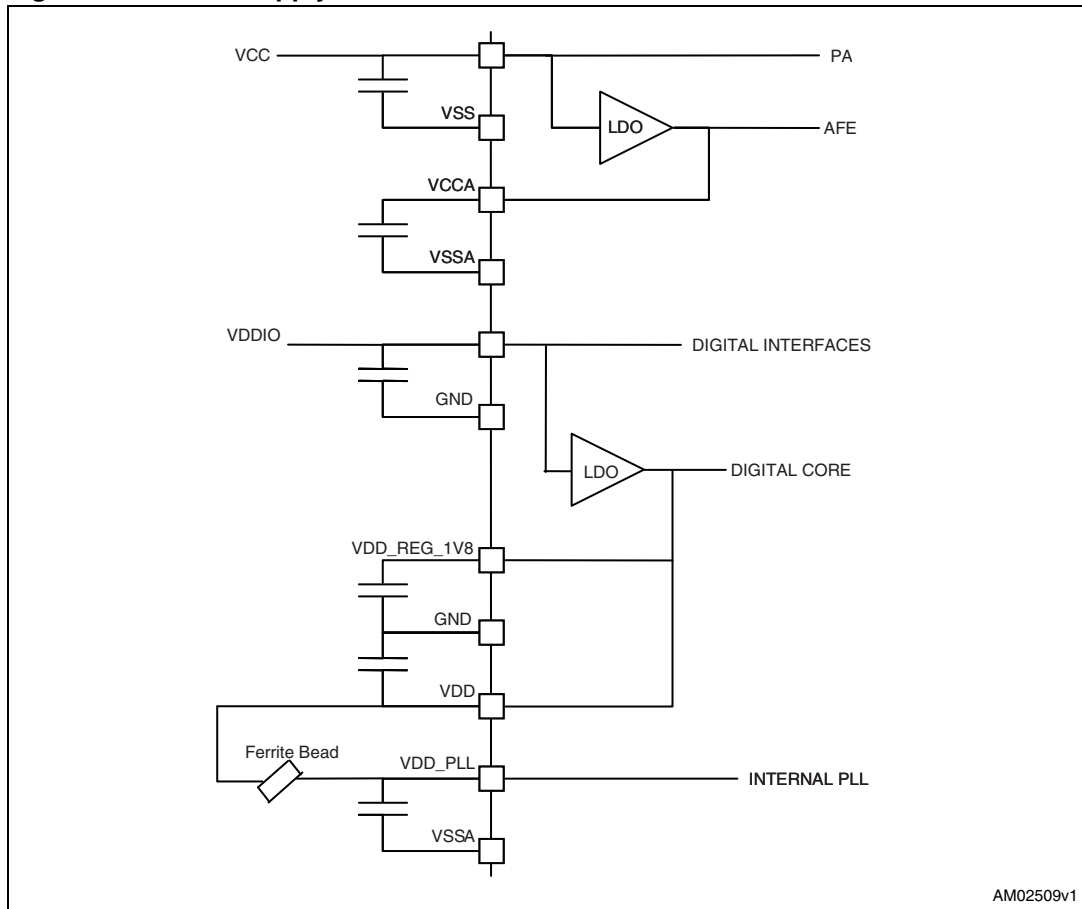 VCC
PA
VSS
LDO
AFE
VCCA
VSSA
VDDIO
DIGITAL INTERFACES
GND
LDO
DIGITAL CORE
VDD_REG_1V8
GND
VDD
Ferrite Bead
VDD_PLL
INTERNAL PLL
VSSA
AM02509v1